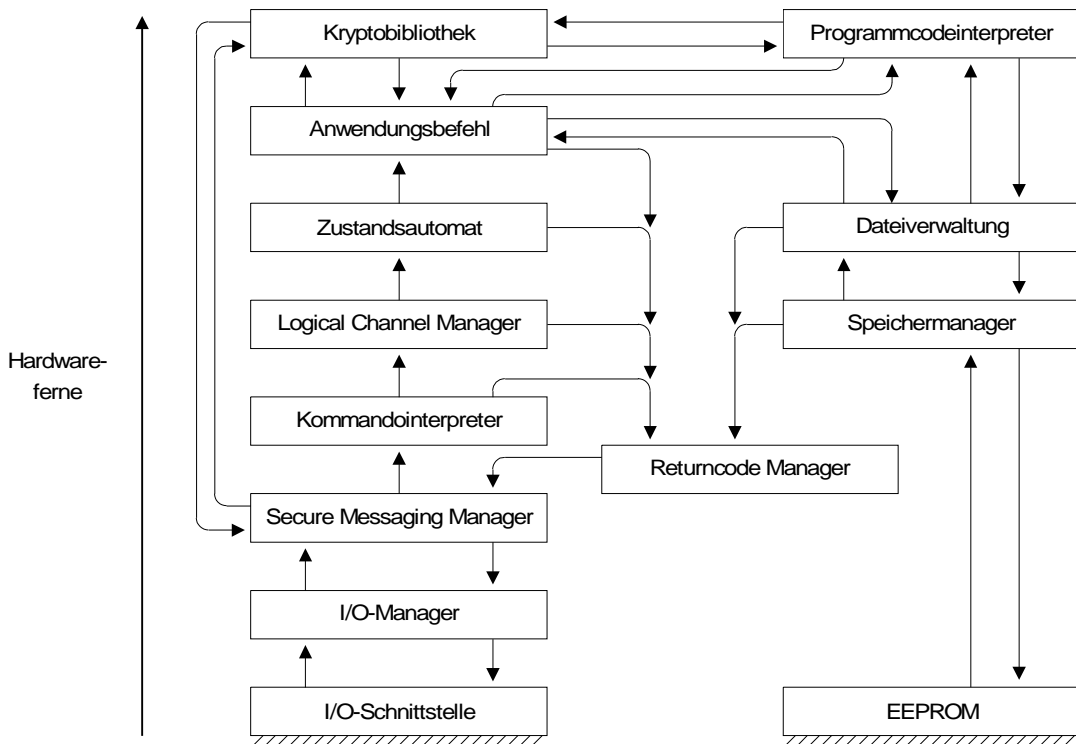 Kryptobibliothek
Programmcodeinterpreter
Anwendungsbefehl
Zustandsautomat
Dateiverwaltung
Logical Channel Manager
Speichermanager
Hardware-
ferne
Kommandointerpreter
Returncode Manager
Secure Messaging Manager
I/O-Manager
I/O-Schnittstelle
EEPROM